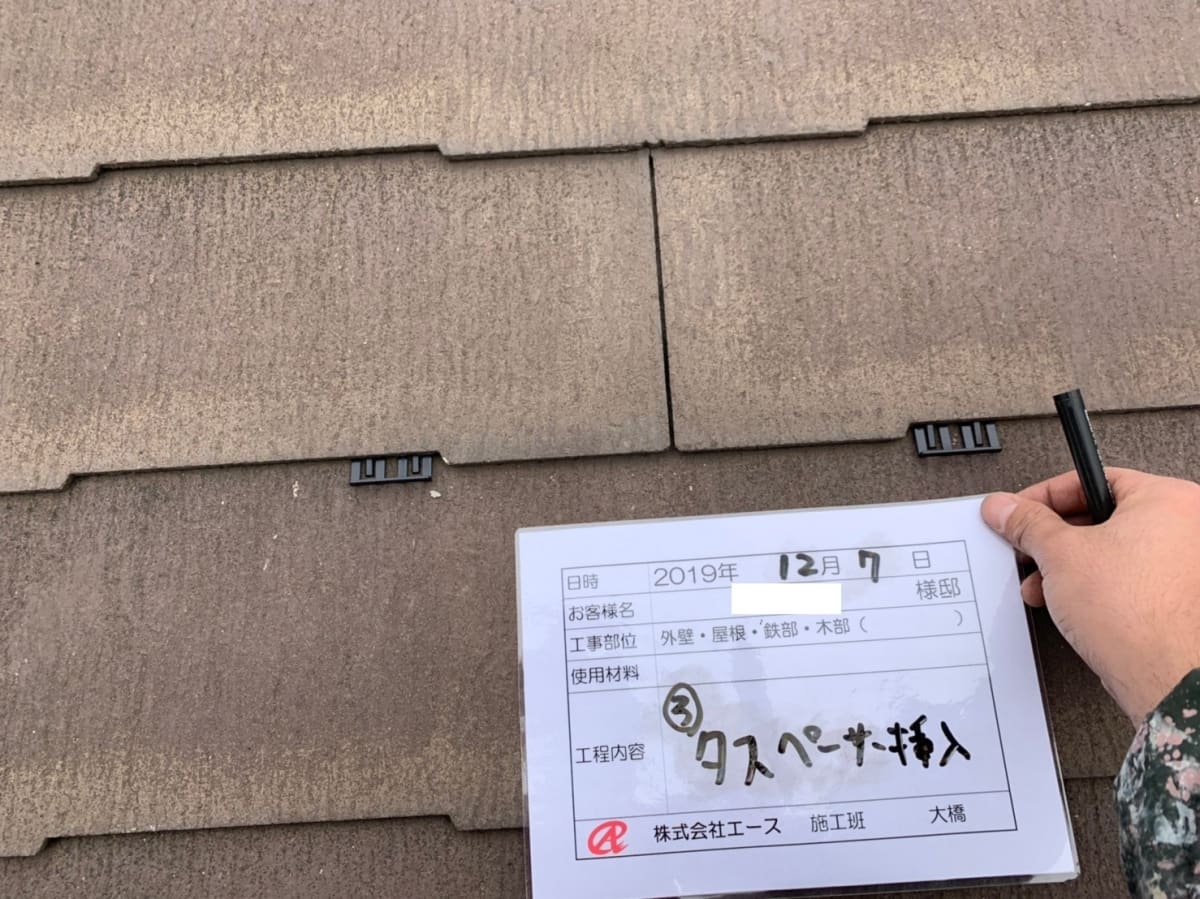 日時 2019年 12月 7 日
お客様名 様邸
工事部位 外壁・屋根・鉄部・木部（ ）
使用材料
工程内容 ③タスペーサー挿入
株式会社エース 施工班 大橋